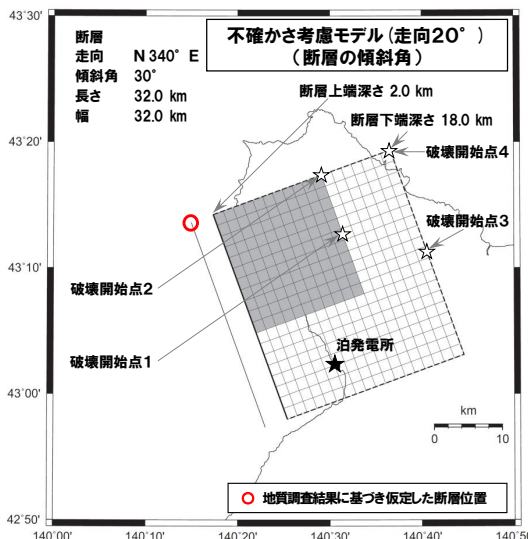 不確かさ考慮モデル(走向20°)
(断層の傾斜角)
断層
走向 N 340° E
傾斜角 30°
長さ 32.0 km
幅 32.0 km
断層上端深さ 2.0 km
断層下端深さ 18.0 km
破壊開始点4
破壊開始点3
破壊開始点2
破壊開始点1
泊発電所
km
0 10
地質調査結果に基づき仮定した断層位置
43°30'
43°20'
43°10'
43°00'
42°50'
140°00' 140°10' 140°20' 140°30' 140°40' 140°50'